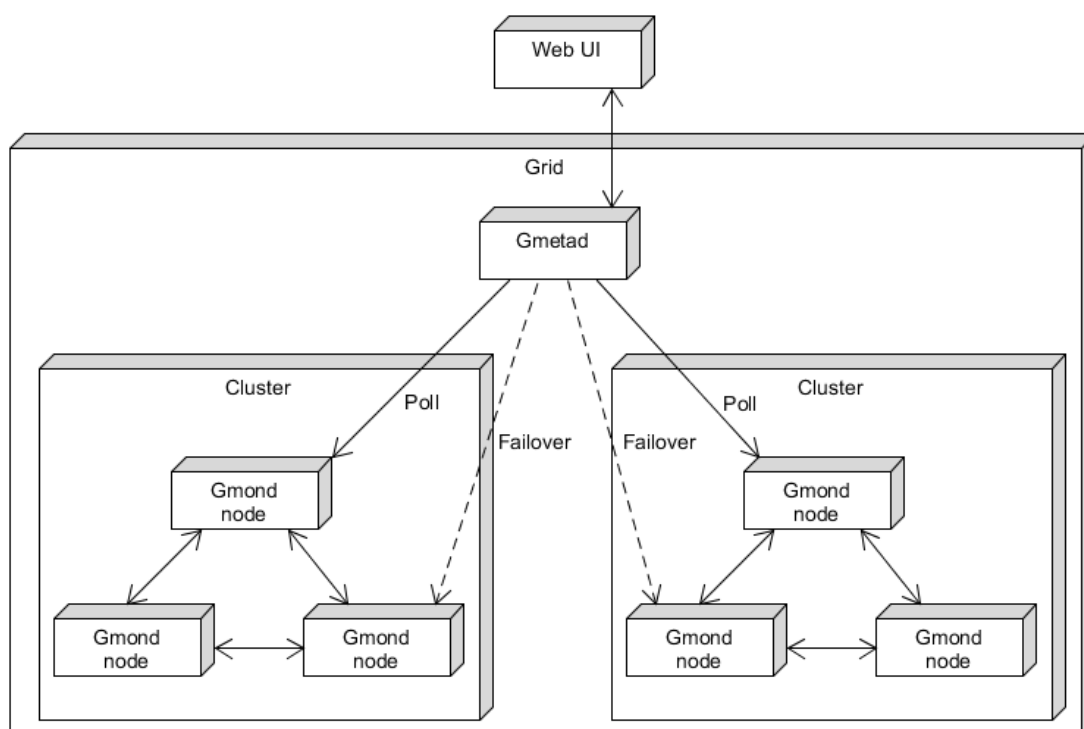 Web UI
Grid
Gmetad
Cluster
Cluster
Poll
Poll
Failover
Failover
Gmond
node
Gmond
node
Gmond
node
Gmond
node
Gmond
node
Gmond
node